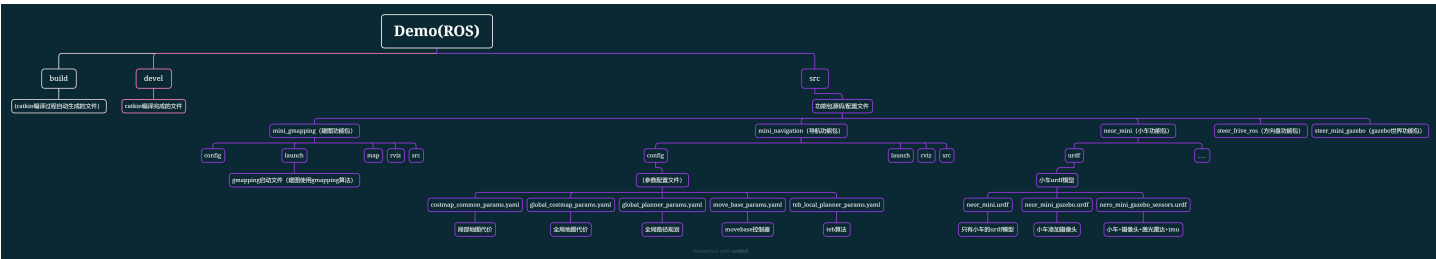 Demo(ROS)
build
devel
src
(catkin编译过程自动生成的文件)
catkin编译完成的文件
功能包源码/配置文件
mini_gmapping（建图功能包）
mini_navigation（导航功能包）
neor_mini（小车功能包）
steer_frive_ros（方向盘功能包）
steer_mini_gazebo（gazebo世界功能包）
config
launch
map
rviz
src
config
launch
rviz
src
urdf
......
gmapping启动文件（建图使用gmapping算法）
（参数配置文件）
小车urdf模型
costmap_common_params.yaml
global_costmap_params.yaml
global_planner_params.yaml
move_base_params.yaml
teb_local_planner_params.yaml
neor_mini.urdf
neor_mini_gazebo.urdf
nero_mini_gazebo_sensors.urdf
局部地图代价
全局地图代价
全局路径规划
movebase控制器
teb算法
只有小车的urdf模型
小车添加摄像头
小车+摄像头+激光雷达+imu
Presented with xmind